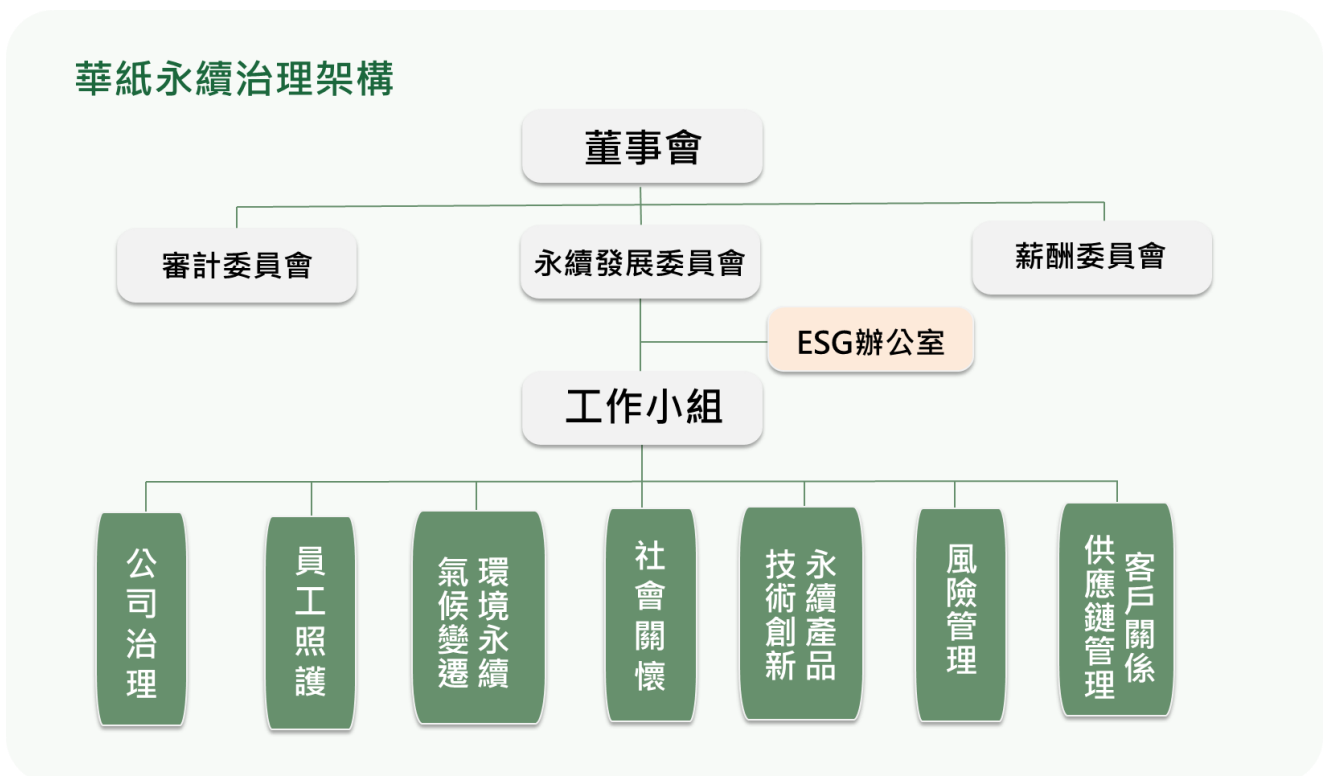 華紙永續治理架構
董事會
審計委員會
永續發展委員會
薪酬委員會
ESG辦公室
工作小組
公司治理
員工照護
環境永續
氣候變遷
社會關懷
永續產品
技術創新
風險管理
客戶關係
供應鏈管理